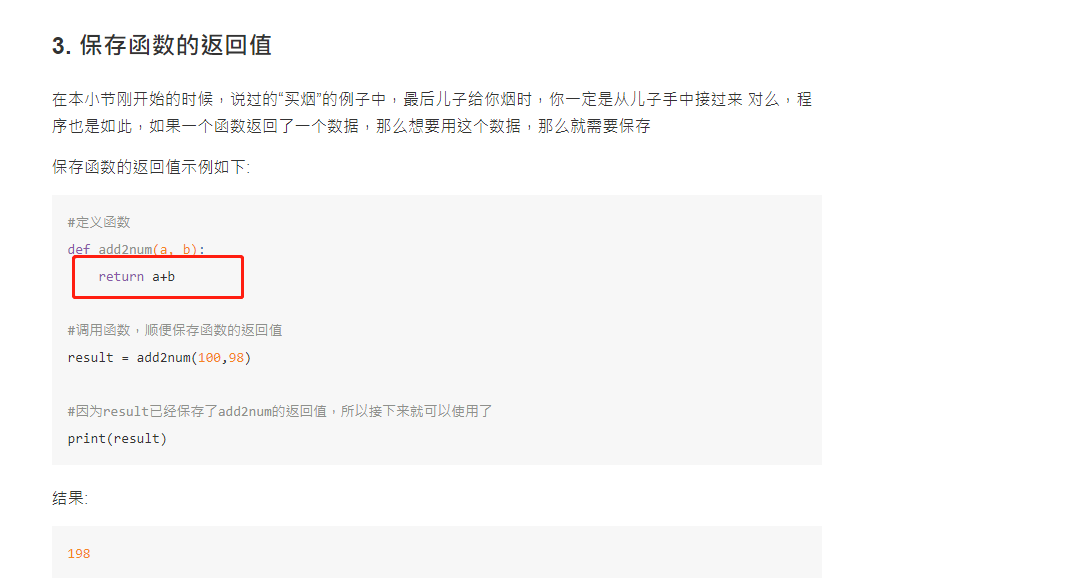 3. 保存函数的返回值
在本小节刚开始的时候，说过的“买烟”的例子中，最后儿子给你烟时，你一定是从儿子手中接过来 对么，程
序也是如此，如果一个函数返回了一个数据，那么想要用这个数据，那么就需要保存
保存函数的返回值示例如下:
#定义函数
def add2num(a, b):
    return a+b
#调用函数，顺便保存函数的返回值
result = add2num(100,98)
#因为result已经保存了add2num的返回值，所以接下来就可以使用了
print(result)
结果:
198